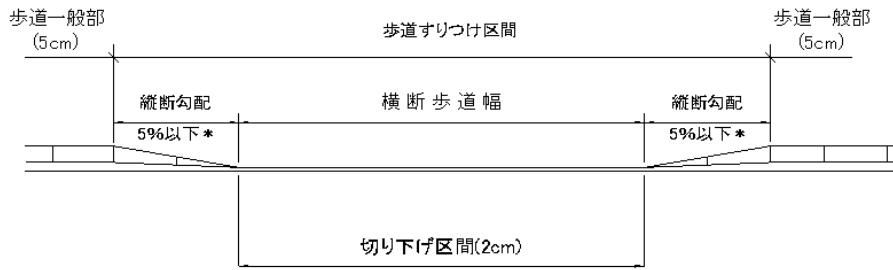 歩道一般部
(5cm)
歩道すりつけ区間
歩道一般部
(5cm)
縦断勾配
5%以下*
横断歩道幅
縦断勾配
5%以下*
切り下げ区間(2cm)